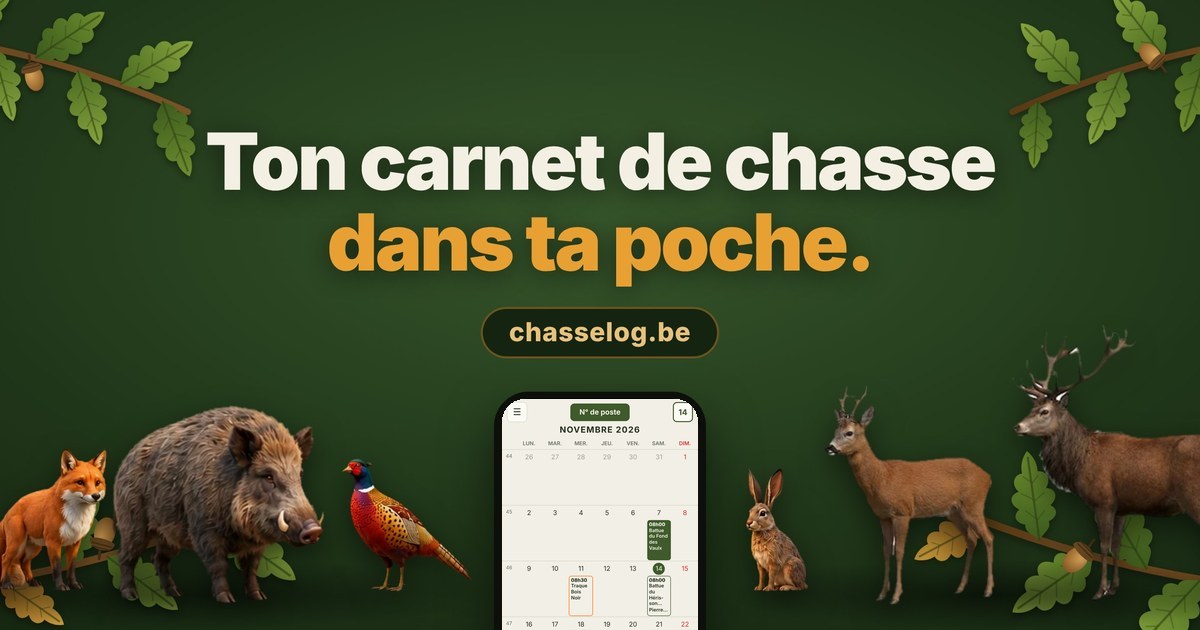 Ton carnet de chasse
dans ta poche.
chasselog.be
☰ N° de poste 14
NOVEMBRE 2026
LUN. MAR. MER. JEU. VEN. SAM. DIM.
44 26 27 28 29 30 31 1
45 2 3 4 5 6 7 8
08h00
Battue
du Fond
des
Vaulx
46 9 10 11 12 13 14 15
08h30
Traque
Bois
Noir
08h00
Battue
du
Héris-
son...
Pierre...
47 16 17 18 19 20 21 22